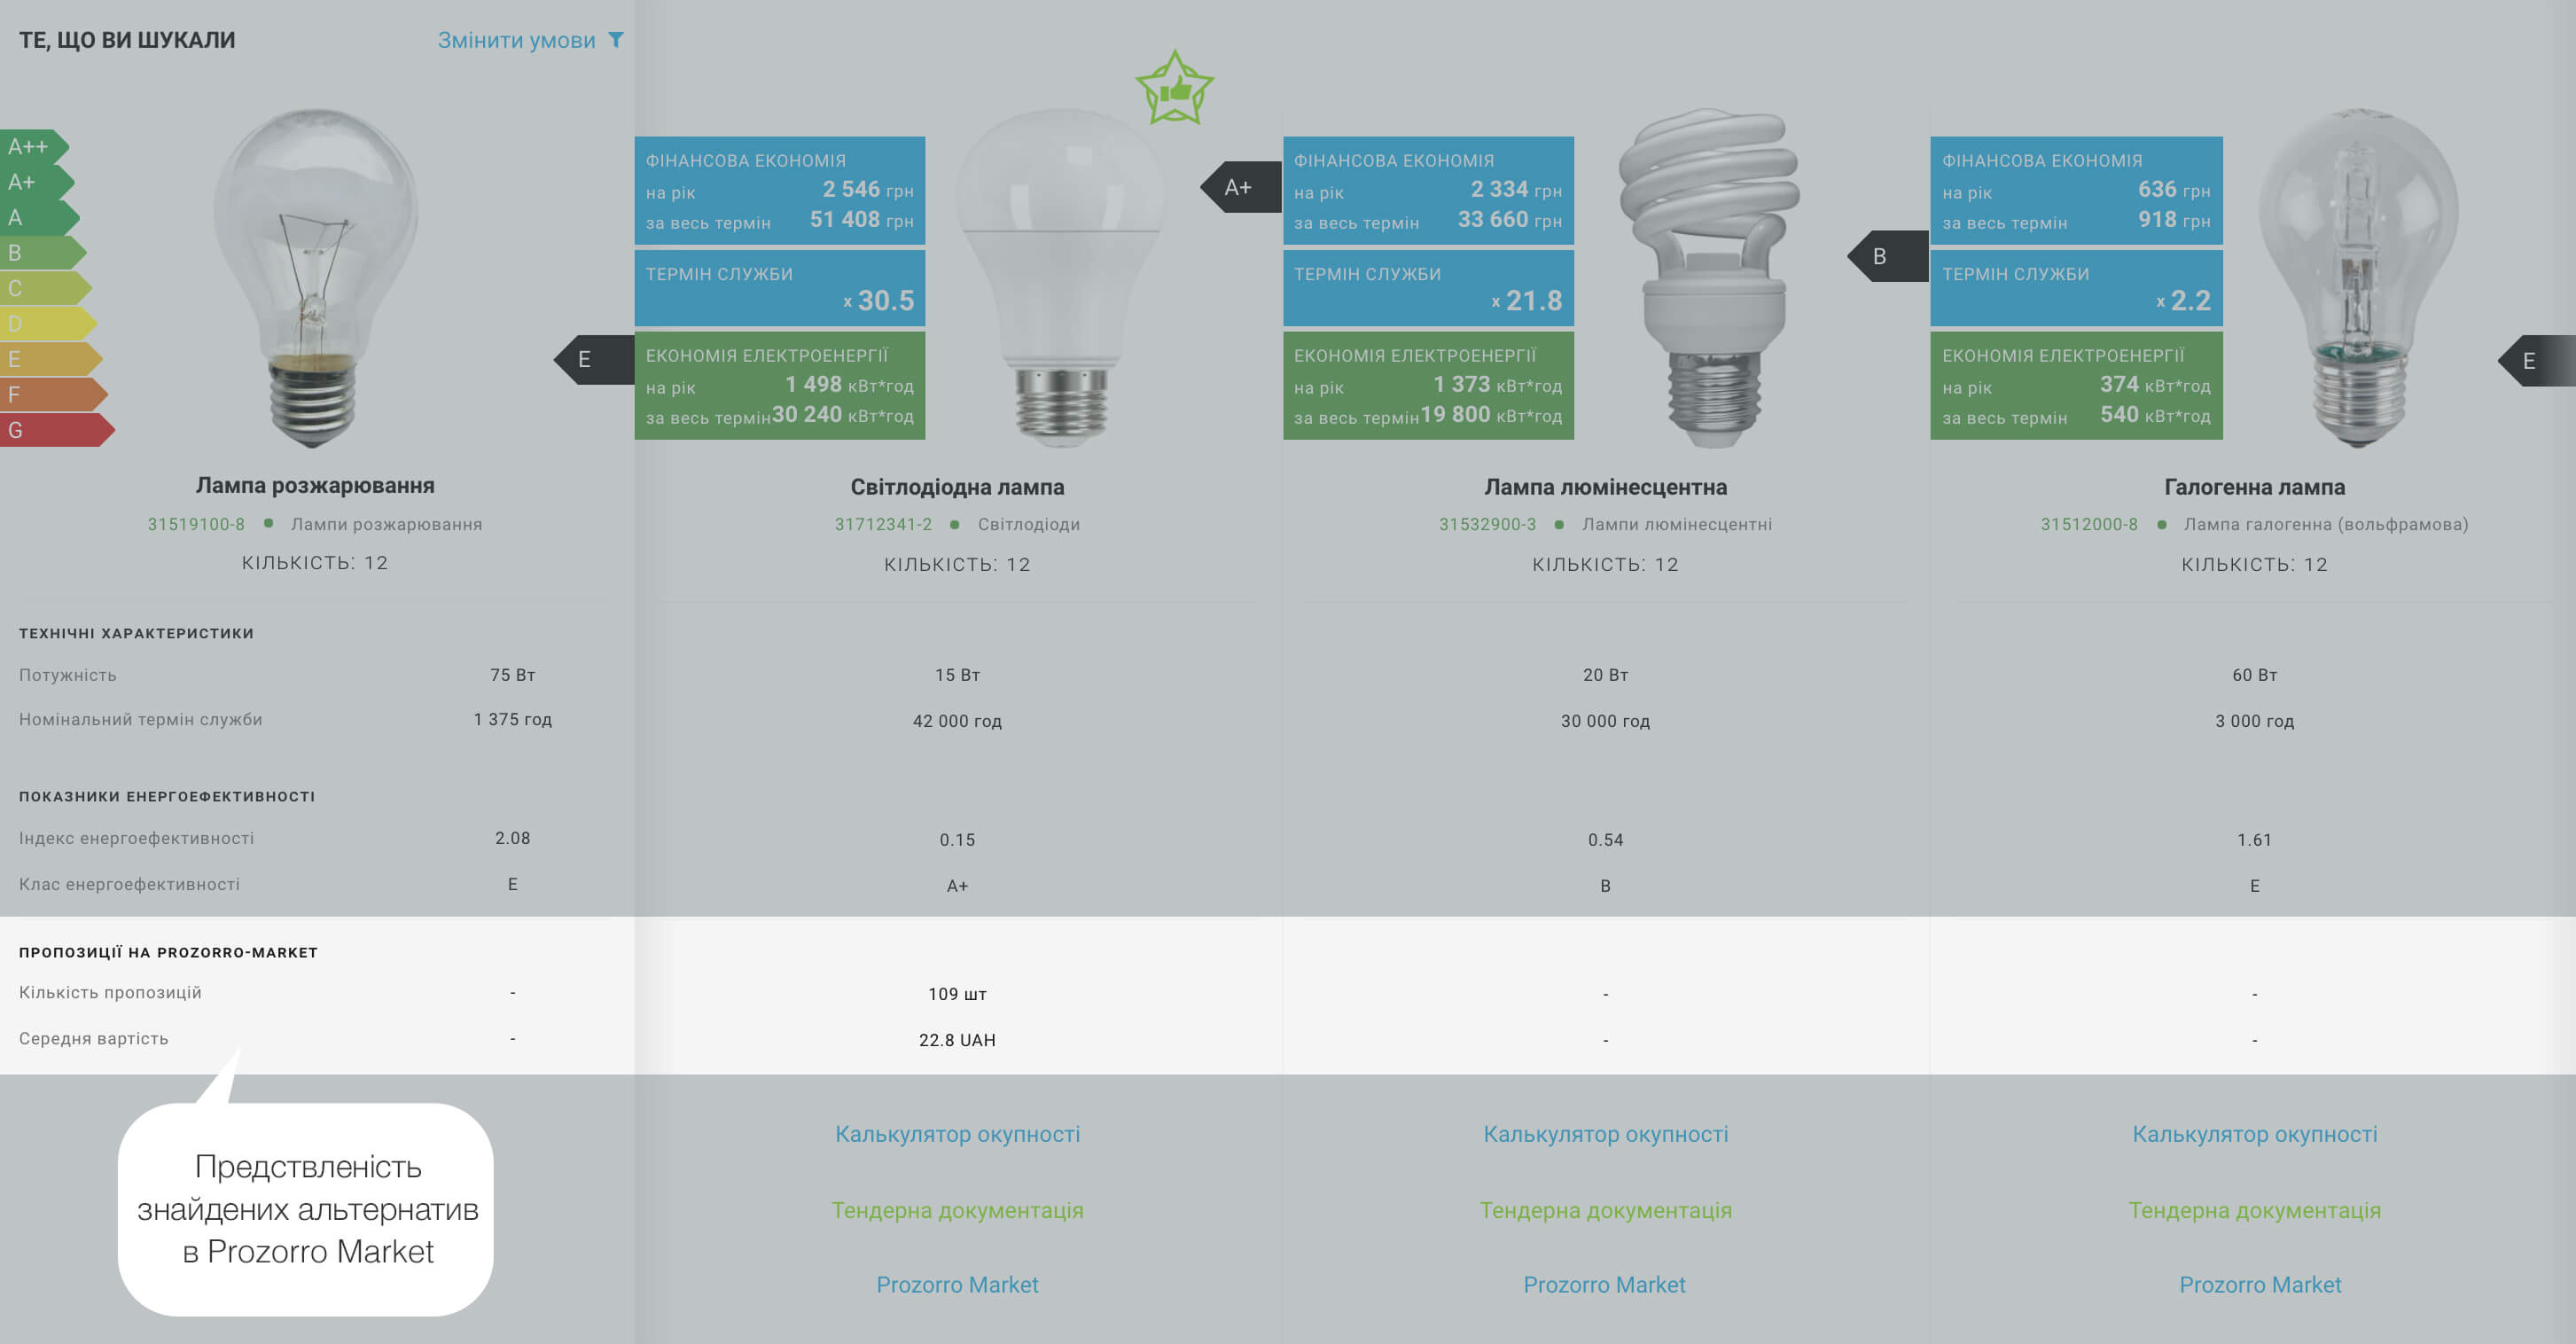 ТЕ, ЩО ВИ ШУКАЛИ
Змінити умови
A++
A+
A
B
C
D
E
F
G
E
Лампа розжарювання
31519100-8 • Лампи розжарювання
КІЛЬКІСТЬ: 12
ФІНАНСОВА ЕКОНОМІЯ
на рік 2 546 грн
за весь термін 51 408 грн
ТЕРМІН СЛУЖБИ
x 30.5
ЕКОНОМІЯ ЕЛЕКТРОЕНЕРГІЇ
на рік 1 498 кВт*год
за весь термін 30 240 кВт*год
A+
Світлодіодна лампа
31712341-2 • Світлодіоди
КІЛЬКІСТЬ: 12
ФІНАНСОВА ЕКОНОМІЯ
на рік 2 334 грн
за весь термін 33 660 грн
ТЕРМІН СЛУЖБИ
x 21.8
ЕКОНОМІЯ ЕЛЕКТРОЕНЕРГІЇ
на рік 1 373 кВт*год
за весь термін 19 800 кВт*год
B
Лампа люмінесцентна
31532900-3 • Лампи люмінесцентні
КІЛЬКІСТЬ: 12
ФІНАНСОВА ЕКОНОМІЯ
на рік 636 грн
за весь термін 918 грн
ТЕРМІН СЛУЖБИ
x 2.2
ЕКОНОМІЯ ЕЛЕКТРОЕНЕРГІЇ
на рік 374 кВт*год
за весь термін 540 кВт*год
E
Галогенна лампа
31512000-8 • Лампа галогенна (вольфрамова)
КІЛЬКІСТЬ: 12
ТЕХНІЧНІ ХАРАКТЕРИСТИКИ
Потужність 75 Вт 15 Вт 20 Вт 60 Вт
Номінальний термін служби 1 375 год 42 000 год 30 000 год 3 000 год
ПОКАЗНИКИ ЕНЕРГОЕФЕКТИВНОСТІ
Індекс енергоефективності 2.08 0.15 0.54 1.61
Клас енергоефективності E A+ B E
ПРОПОЗИЦІЇ НА PROZORRO-MARKET
Кількість пропозицій - 109 шт - -
Середня вартість - 22.8 UAH - -
Предствленість
знайдених альтернатив
в Prozorro Market
Калькулятор окупності Калькулятор окупності Калькулятор окупності
Тендерна документація Тендерна документація Тендерна документація
Prozorro Market Prozorro Market Prozorro Market